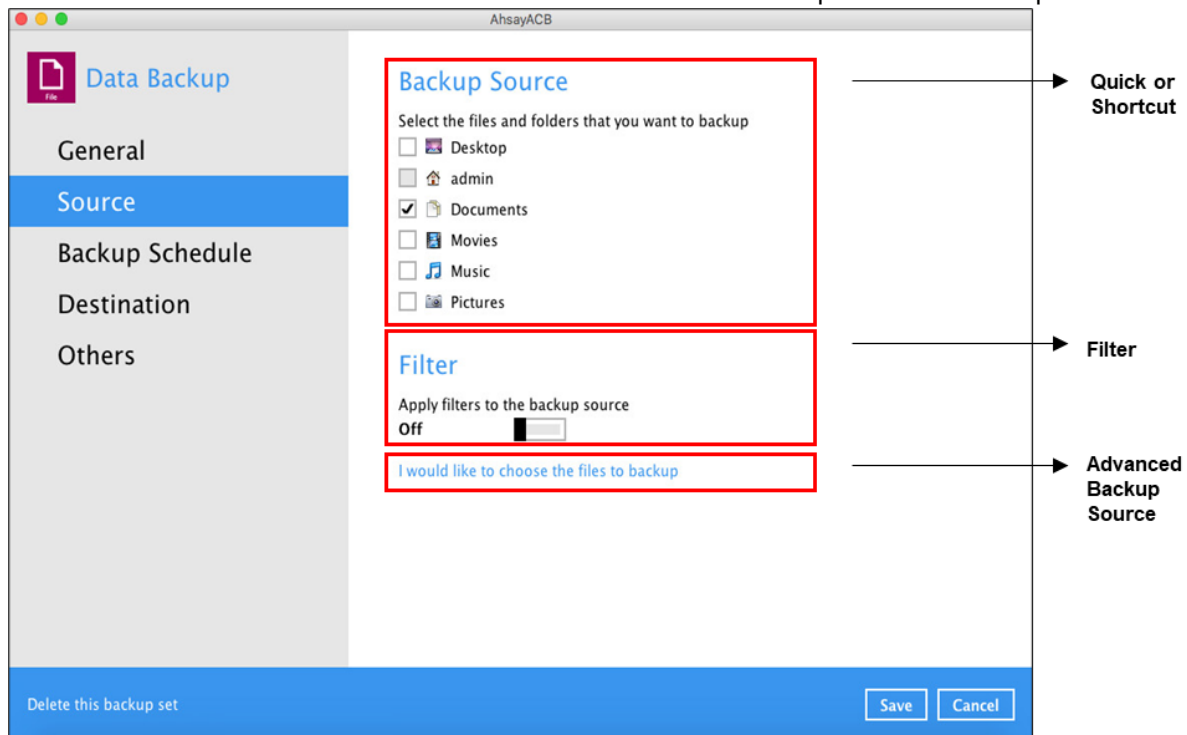 AhsayACB
File
Data Backup
General
Source
Backup Schedule
Destination
Others
Backup Source
Select the files and folders that you want to backup
Desktop
admin
Documents
Movies
Music
Pictures
Filter
Apply filters to the backup source
Off
I would like to choose the files to backup
Delete this backup set
Save
Cancel
Quick or
Shortcut
Filter
Advanced
Backup
Source